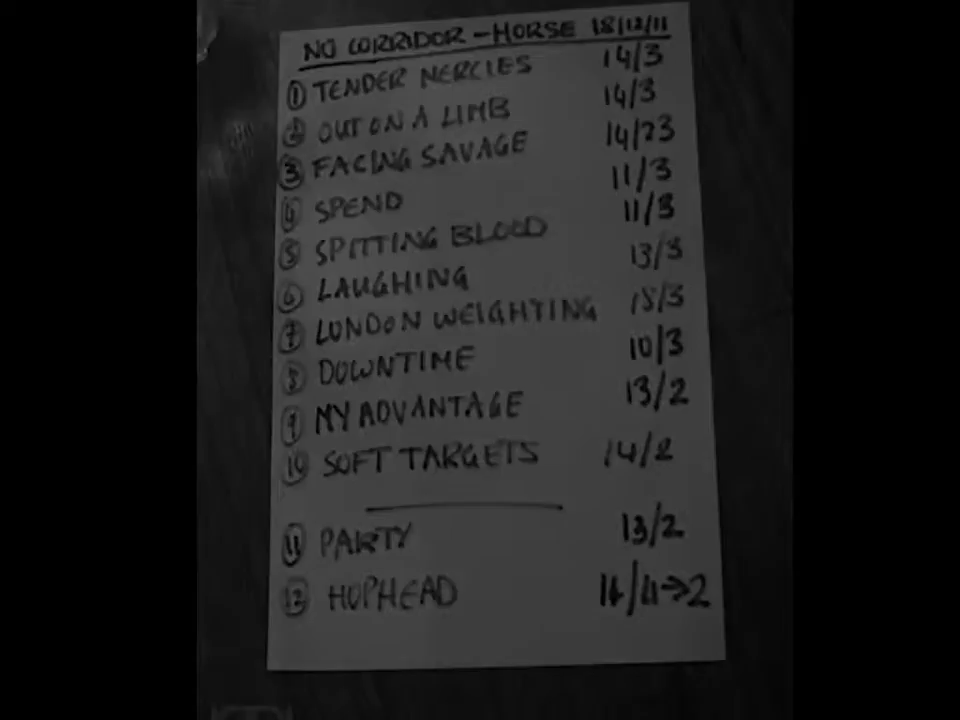 NO CORRIDOR - HORSE 18/12/11
① TENDER MERCIES 14/3
② OUT ON A LIMB 14/3
③ FACING SAVAGE 14/23
④ SPEND 11/3
⑤ SPITTING BLOOD 11/3
⑥ LAUGHING 13/3
⑦ LONDON WEIGHTING 15/3
⑧ DOWNTIME 10/3
⑨ MY ADVANTAGE 13/2
⑩ SOFT TARGETS 14/2
⑪ PARTY 13/2
⑫ HOPHEAD 14/4→2